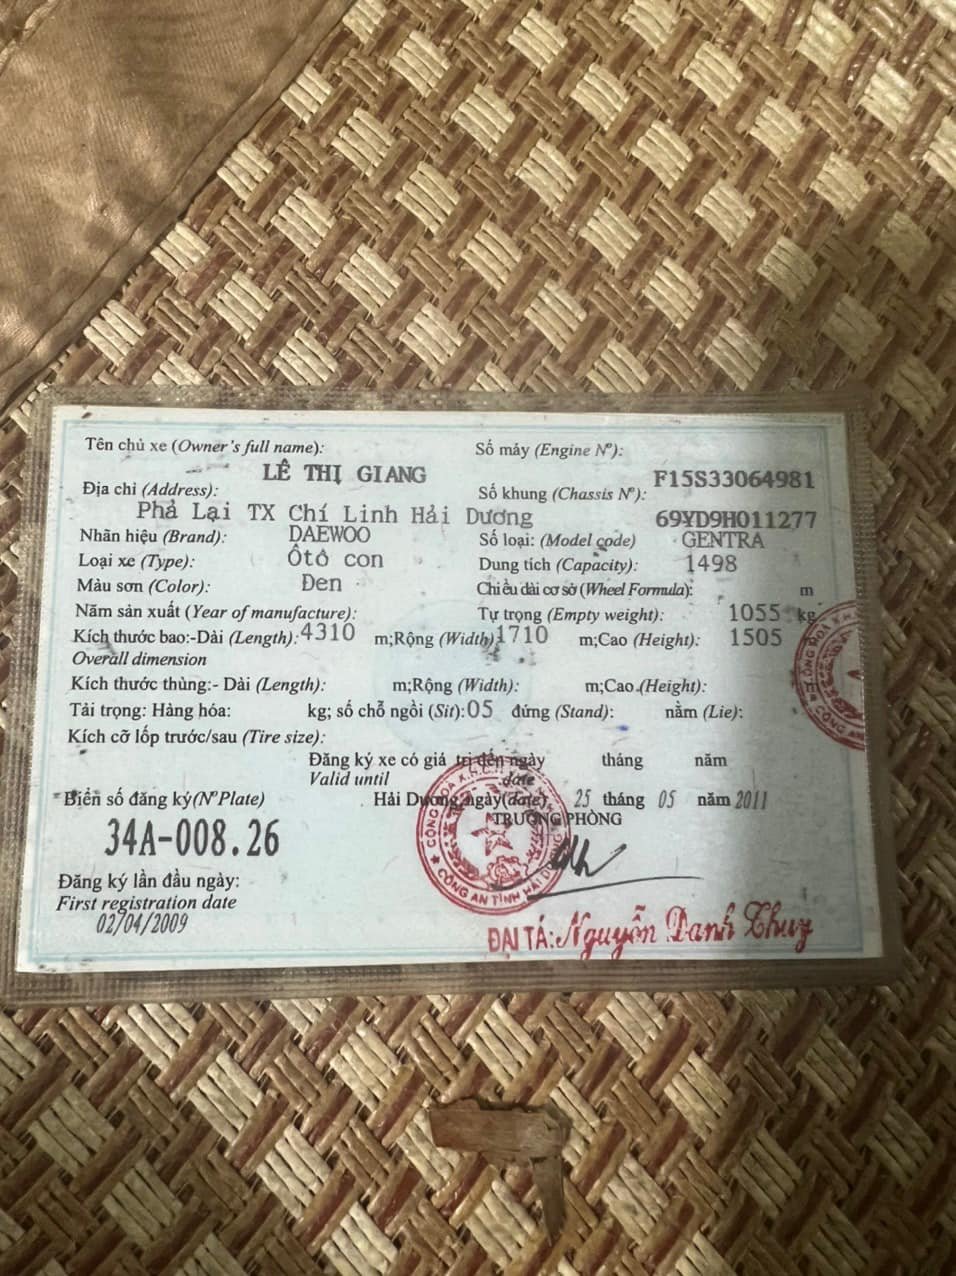 Tên chủ xe (Owner's full name):
LÊ THỊ GIANG
Số máy (Engine Nº):
F15S33064981
Địa chỉ (Address):
Phả Lại TX Chí Linh Hải Dương
Số khung (Chassis Nº):
69YD9H011277
Nhãn hiệu (Brand): DAEWOO
Số loại: (Model code) GENTRA
Loại xe (Type): Ôtô con
Dung tích (Capacity): 1498
Màu sơn (Color): Đen
Chiều dài cơ sở (Wheel Formula): m
Năm sản xuất (Year of manufacture):
Tự trọng (Empty weight): 1055 kg
Kích thước bao:-Dài (Length): 4310 m;Rộng (Width) 1710 m;Cao (Height): 1505
Overall dimension
Kích thước thùng:- Dài (Length): m;Rộng (Width): m;Cao (Height):
Tải trọng: Hàng hóa: kg; số chỗ ngồi (Sit): 05 đứng (Stand): nằm (Lie):
Kích cỡ lốp trước/sau (Tire size):
Đăng ký xe có giá trị đến ngày tháng năm
Valid until date
Biển số đăng ký(Nº Plate)
34A-008.26
Hải Dương, ngày(date) 25 tháng 05 năm 2011
TRƯỞNG PHÒNG
Đăng ký lần đầu ngày:
First registration date
02/04/2009
CÔNG AN TỈNH HẢI
ĐẠI TÁ: Nguyễn Danh Thuy